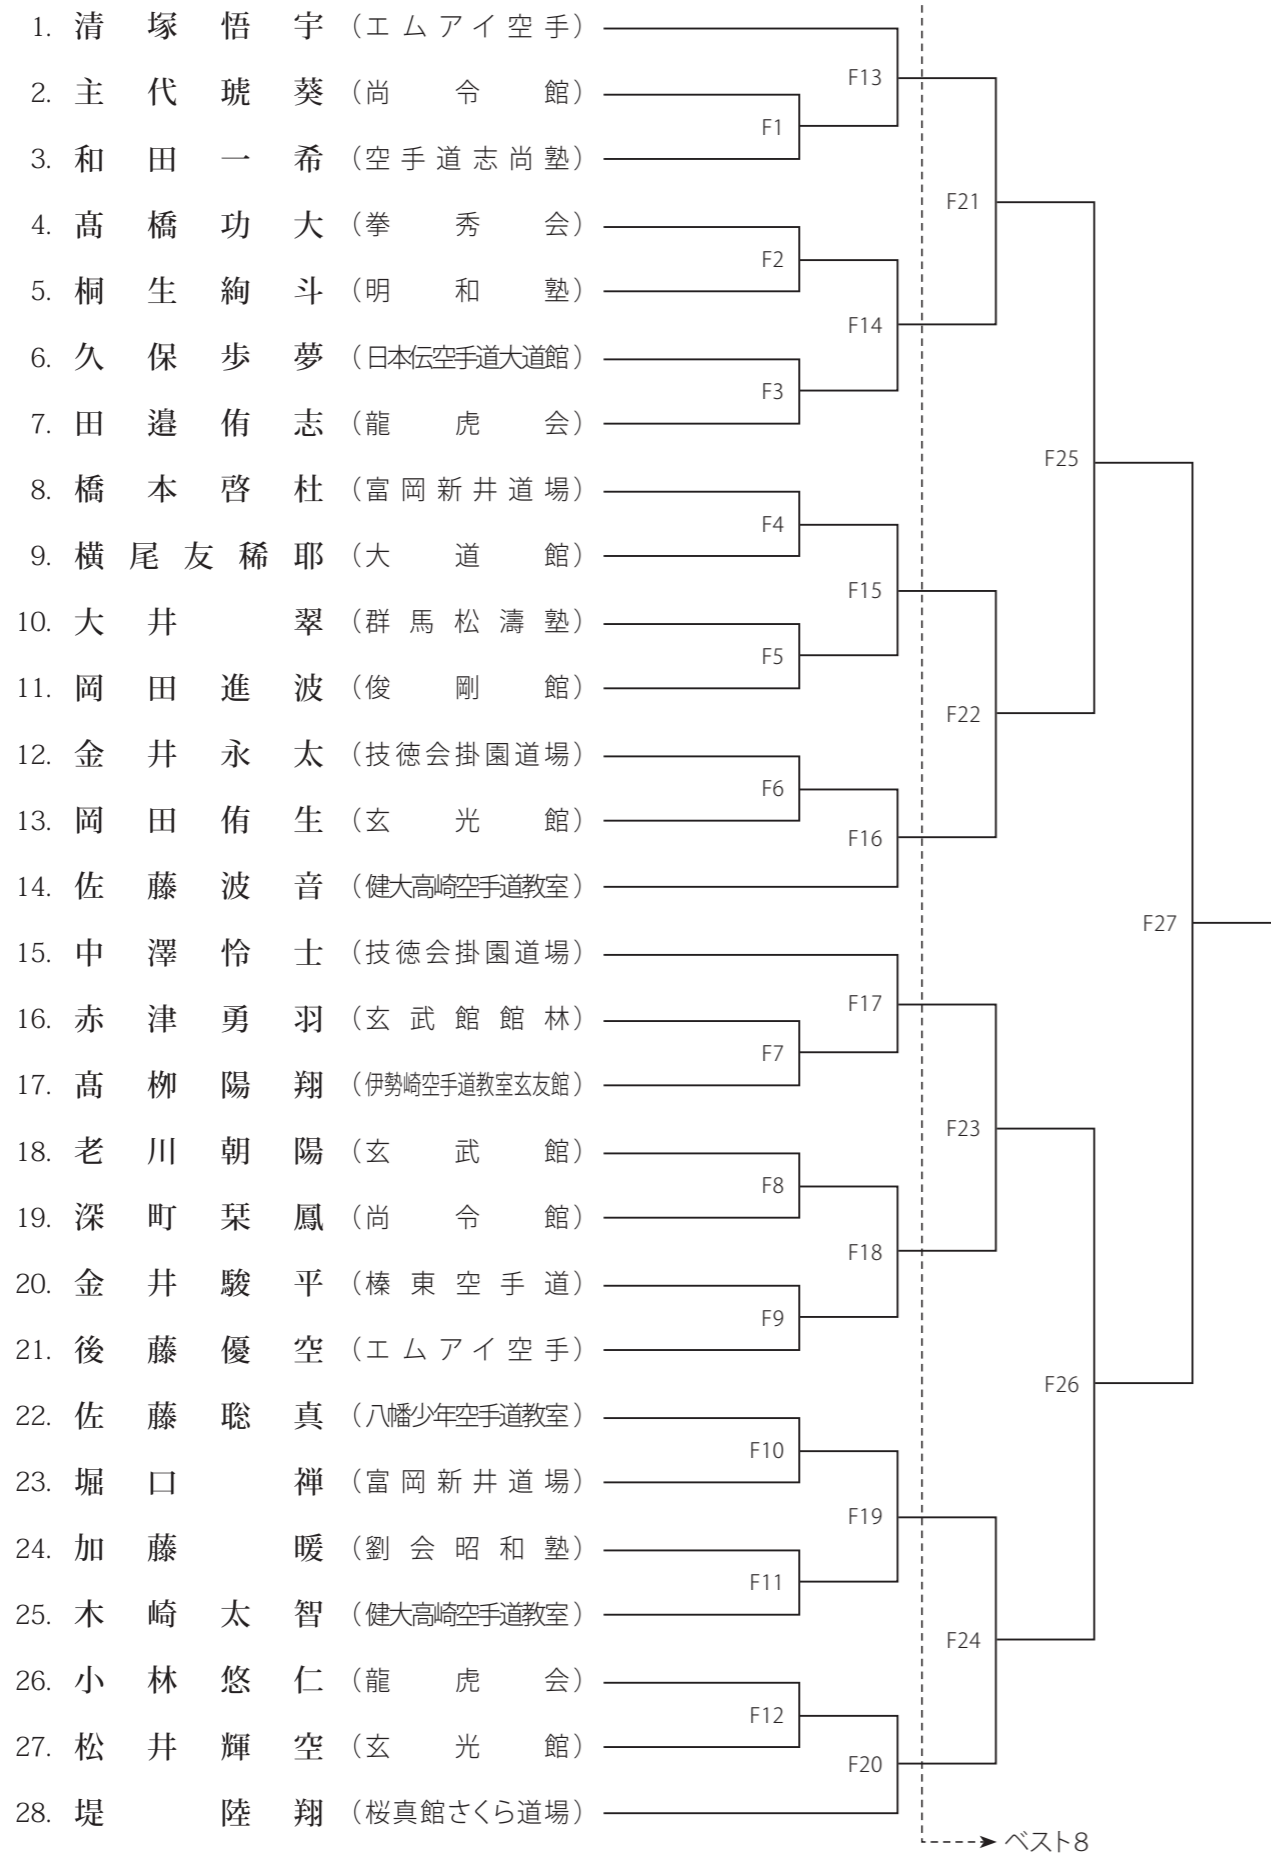 1. 清塚悟宇（エムアイ空手）
2. 主代琥葵（尚令館）
3. 和田一希（空手道志尚塾）
4. 髙橋功大（拳秀会）
5. 桐生絢斗（明和塾）
6. 久保歩夢（日本伝空手道大道館）
7. 田邉侑志（龍虎会）
8. 橋本啓杜（富岡新井道場）
9. 横尾友稀耶（大道館）
10. 大井翠（群馬松濤塾）
11. 岡田進波（俊剛館）
12. 金井永太（技徳会掛園道場）
13. 岡田侑生（玄光館）
14. 佐藤波音（健大高崎空手道教室）
15. 中澤怜士（技徳会掛園道場）
16. 赤津勇羽（玄武館館林）
17. 髙栁陽翔（伊勢崎空手道教室玄友館）
18. 老川朝陽（玄武館）
19. 深町栞鳳（尚令館）
20. 金井駿平（榛東空手道）
21. 後藤優空（エムアイ空手）
22. 佐藤聡真（八幡少年空手道教室）
23. 堀口禅（富岡新井道場）
24. 加藤暖（劉会昭和塾）
25. 木崎太智（健大高崎空手道教室）
26. 小林悠仁（龍虎会）
27. 松井輝空（玄光館）
28. 堤陸翔（桜真館さくら道場）
F1
F2
F3
F4
F5
F6
F7
F8
F9
F10
F11
F12
F13
F14
F15
F16
F17
F18
F19
F20
F21
F22
F23
F24
F25
F26
F27
ベスト8